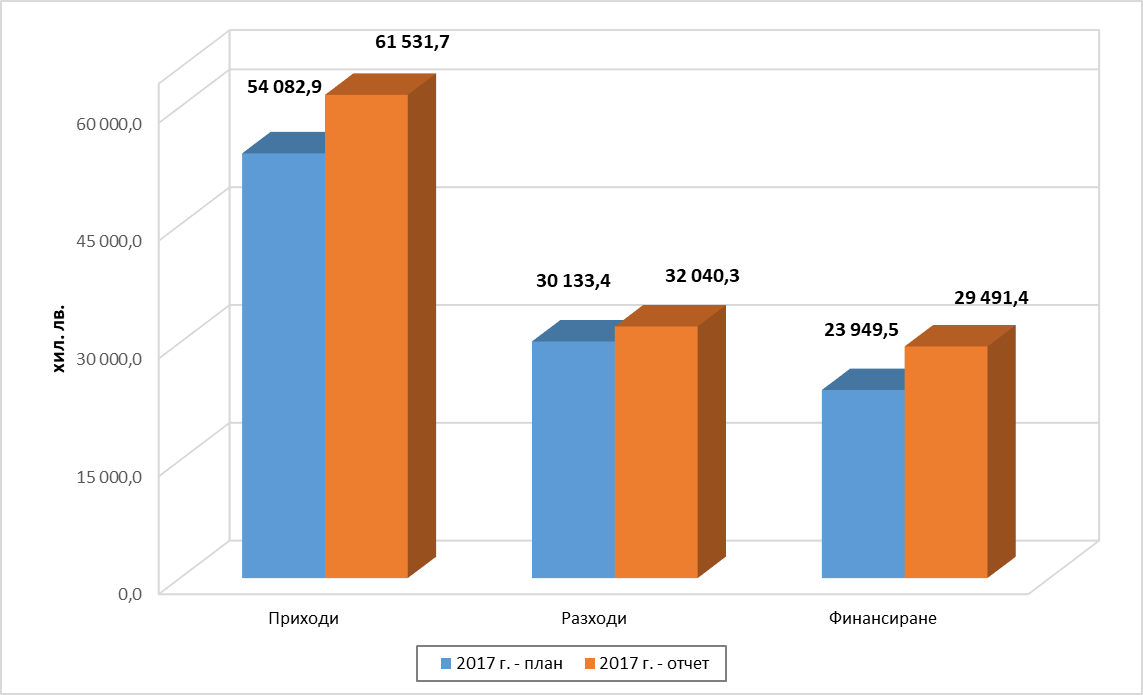 61 531,7
54 082,9
60 000,0
45 000,0
30 133,4
32 040,3
29 491,4
23 949,5
хил. лв.
30 000,0
15 000,0
0,0
Приходи
Разходи
Финансиране
2017 г. - план
2017 г. - отчет